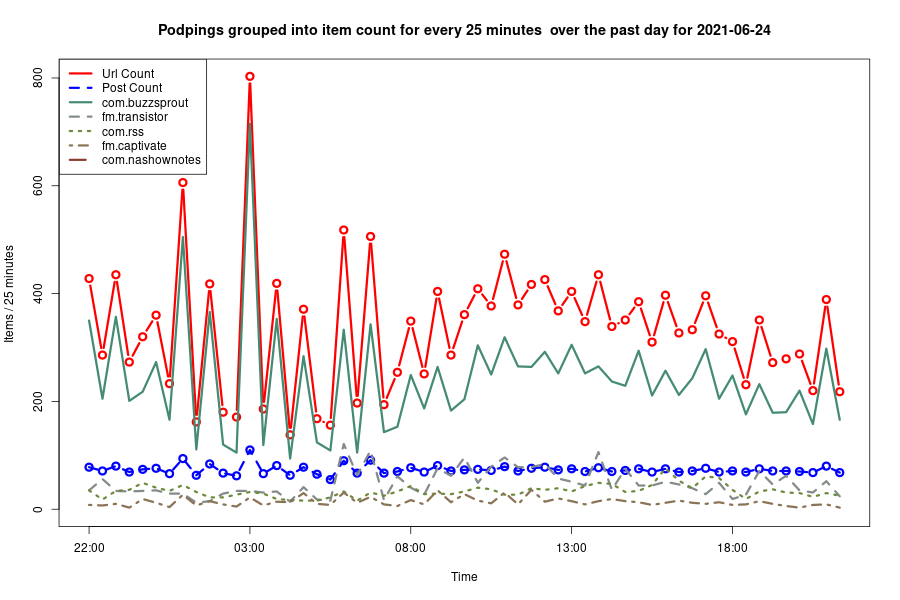 Podpings grouped into item count for every 25 minutes  over the past day for 2021-06-24
Url Count
Post Count
com.buzzsprout
fm.transistor
com.rss
fm.captivate
com.nashownotes
Items / 25 minutes
800
600
400
200
0
22:00
03:00
08:00
13:00
18:00
Time